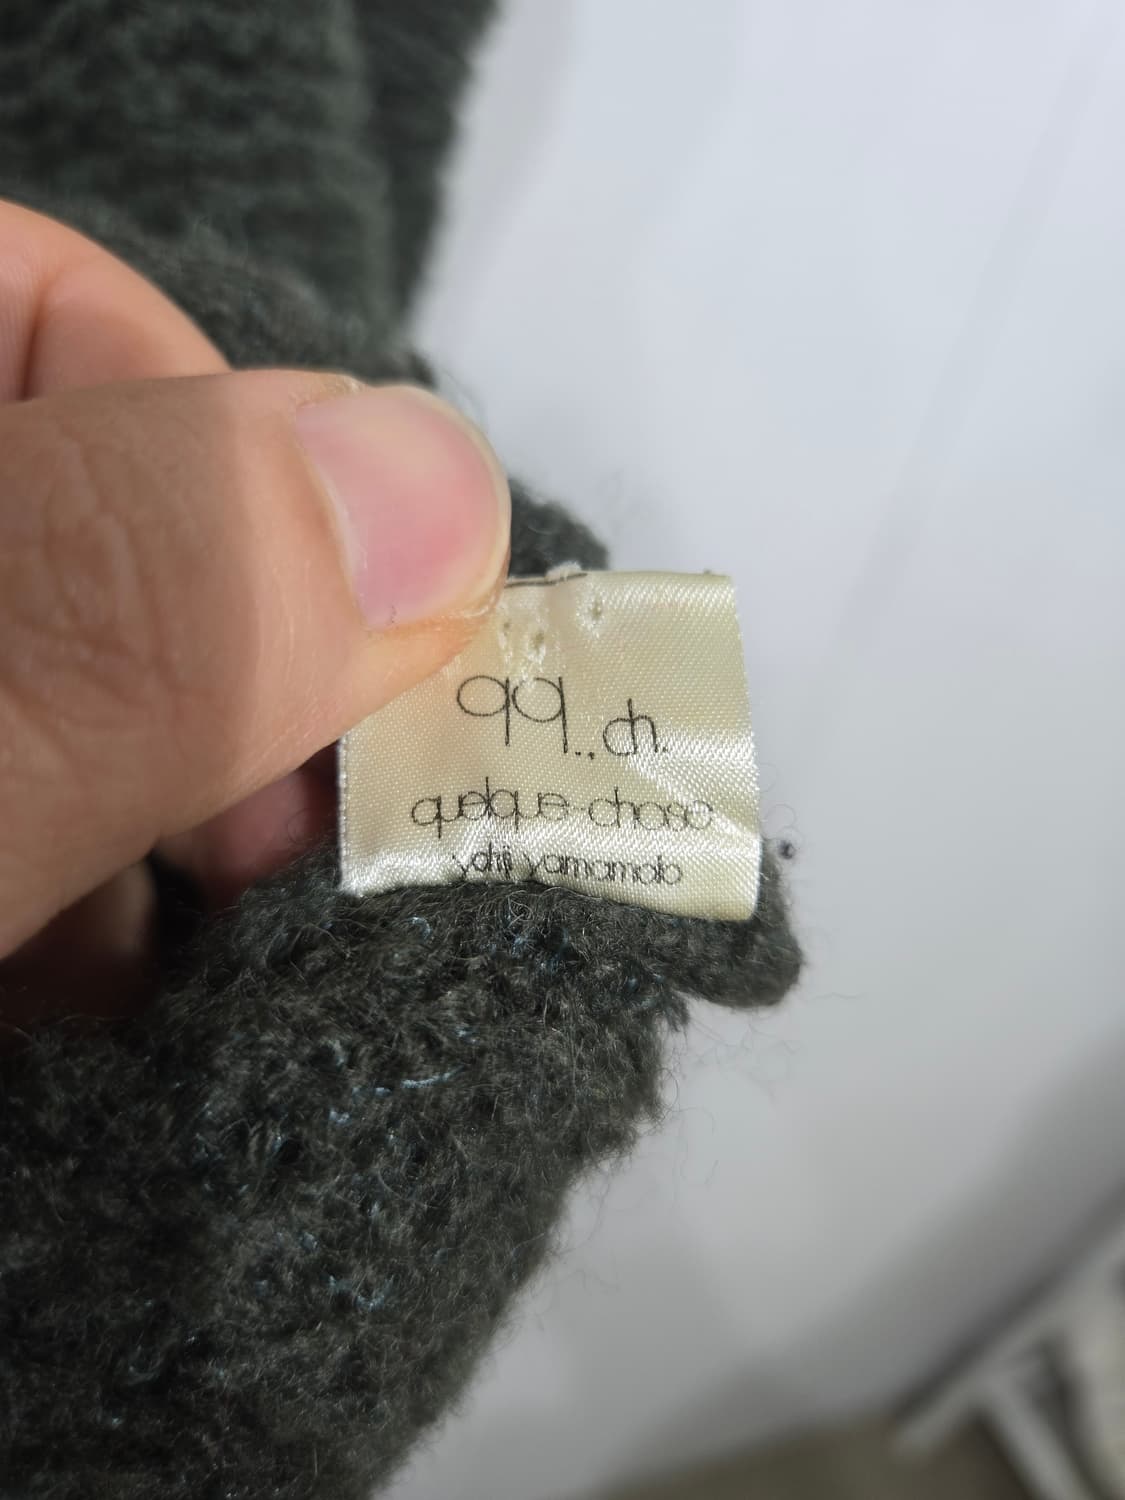 qq..,ch.
quelque-chose
yohji yamamoto